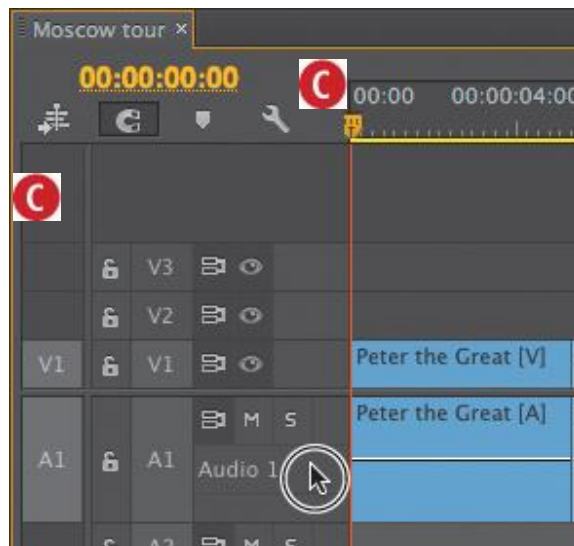 Moscow tour ×
00:00:00:00
C
00:00 00:00:04:00
C
V3
V2
V1 V1 Peter the Great [V]
M S Peter the Great [A]
A1 A1 Audio 1
A2 M S